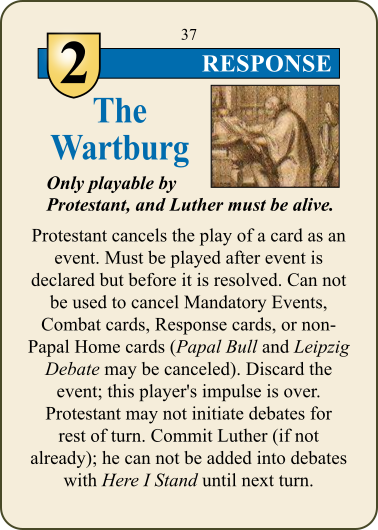 37
2
RESPONSE
The
Wartburg
Only playable by
Protestant, and Luther must be alive.
Protestant cancels the play of a card as an
event. Must be played after event is
declared but before it is resolved. Can not
be used to cancel Mandatory Events,
Combat cards, Response cards, or non-
Papal Home cards (Papal Bull and Leipzig
Debate may be canceled). Discard the
event; this player's impulse is over.
Protestant may not initiate debates for
rest of turn. Commit Luther (if not
already); he can not be added into debates
with Here I Stand until next turn.